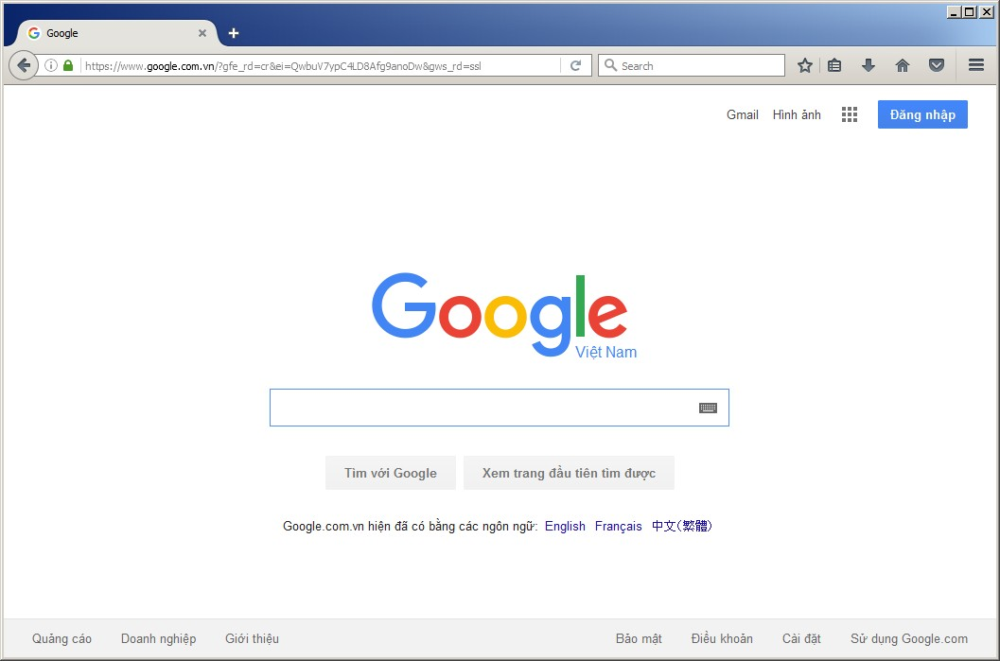 Google
https://www.google.com.vn/?gfe_rd=cr&ei=QwbuV7ypC4LD8Afg9anoDw&gws_rd=ssl Search
Gmail Hình ảnh Đăng nhập
Google
Việt Nam
Tìm với Google Xem trang đầu tiên tìm được
Google.com.vn hiện đã có bằng các ngôn ngữ: English Français 中文(繁體)
Quảng cáo Doanh nghiệp Giới thiệu Bảo mật Điều khoản Cài đặt Sử dụng Google.com